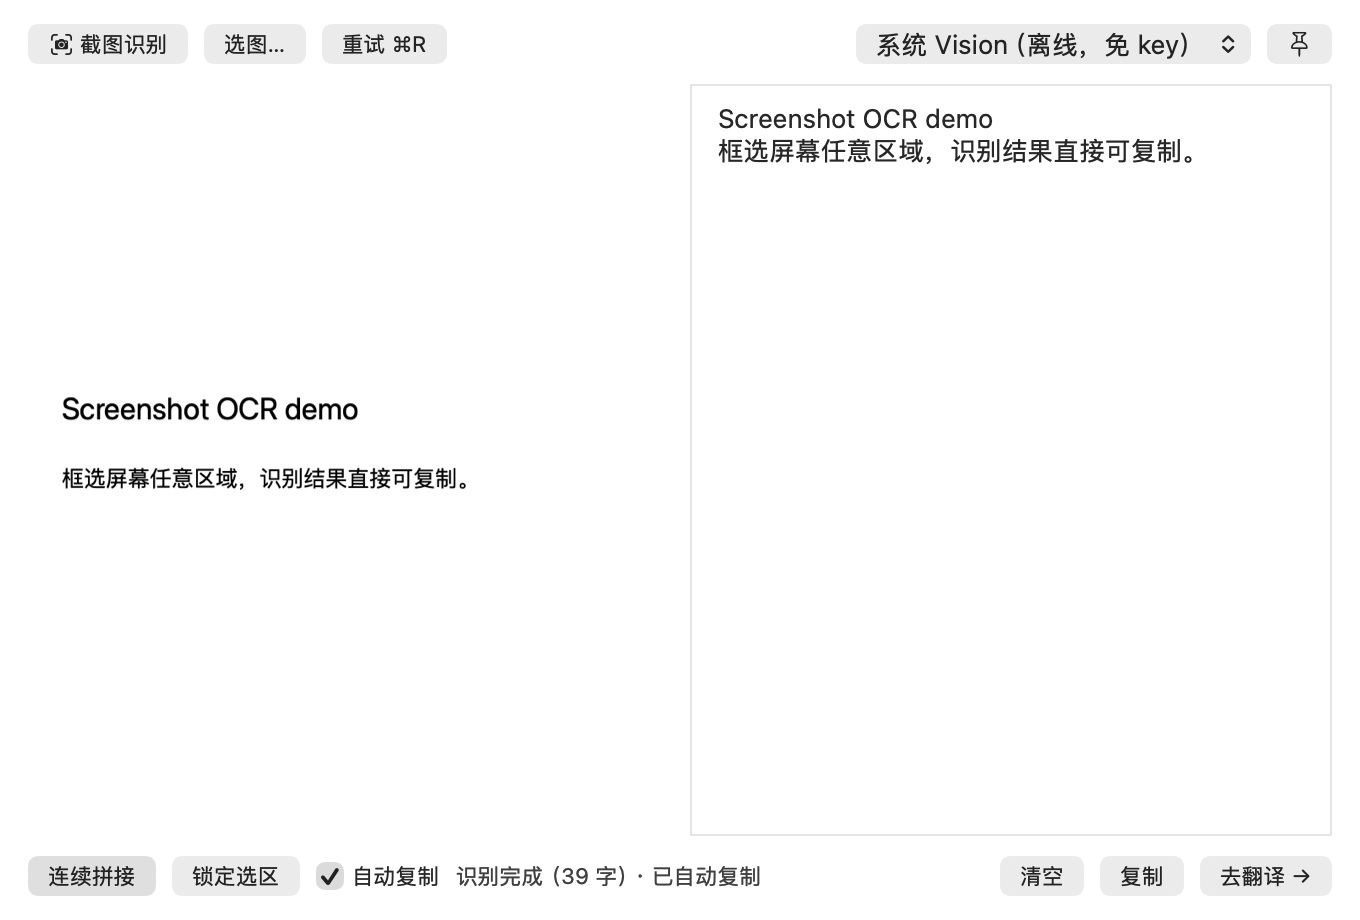 截图识别 选图... 重试 ⌘R 系统 Vision (离线，免 key)
Screenshot OCR demo
框选屏幕任意区域，识别结果直接可复制。
Screenshot OCR demo
框选屏幕任意区域，识别结果直接可复制。
连续拼接 锁定选区 自动复制 识别完成（39 字）· 已自动复制 清空 复制 去翻译 →